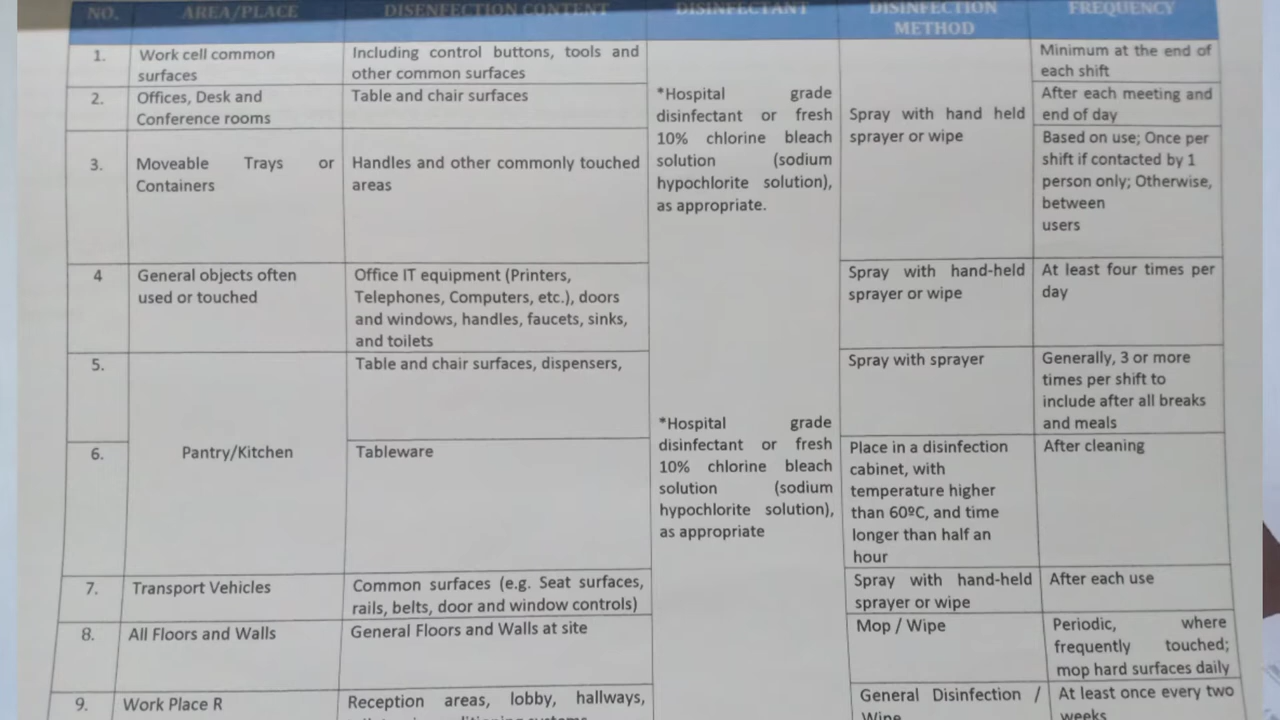 NO. AREA/PLACE DISENFECTION CONTENT DISINFECTANT DISINFECTION METHOD FREQUENCY
1.
Work cell common
surfaces
Including control buttons, tools and
other common surfaces
*Hospital grade
disinfectant or fresh
10% chlorine bleach
solution (sodium
hypochlorite solution),
as appropriate.
Spray with hand held
sprayer or wipe
Minimum at the end of
each shift
2.
Offices, Desk and
Conference rooms
Table and chair surfaces
After each meeting and
end of day
3.
Moveable Trays or
Containers
Handles and other commonly touched
areas
Based on use; Once per
shift if contacted by 1
person only; Otherwise,
between
users
4
General objects often
used or touched
Office IT equipment (Printers,
Telephones, Computers, etc.), doors
and windows, handles, faucets, sinks,
and toilets
Spray with hand-held
sprayer or wipe
At least four times per
day
5.
Pantry/Kitchen
Table and chair surfaces, dispensers,
*Hospital grade
disinfectant or fresh
10% chlorine bleach
solution (sodium
hypochlorite solution),
as appropriate
Spray with sprayer
Generally, 3 or more
times per shift to
include after all breaks
and meals
6.
Tableware
Place in a disinfection
cabinet, with
temperature higher
than 60ºC, and time
longer than half an
hour
After cleaning
7.
Transport Vehicles
Common surfaces (e.g. Seat surfaces,
rails, belts, door and window controls)
Spray with hand-held
sprayer or wipe
After each use
8.
All Floors and Walls
General Floors and Walls at site
Mop / Wipe
Periodic, where
frequently touched;
mop hard surfaces daily
9.
Work Place R
Reception areas, lobby, hallways,
General Disinfection /
Wipe
At least once every two
weeks